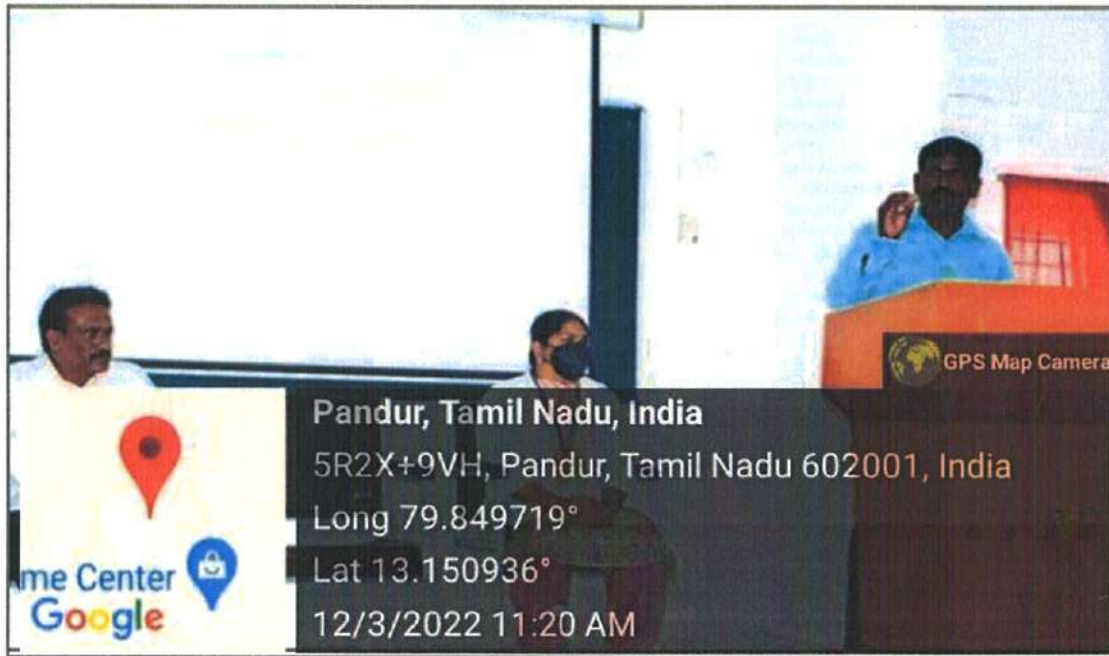 GPS Map Camera
Pandur, Tamil Nadu, India
5R2X+9VH, Pandur, Tamil Nadu 602001, India
Long 79.849719°
Lat 13.150936°
12/3/2022 11:20 AM
me Center
Google